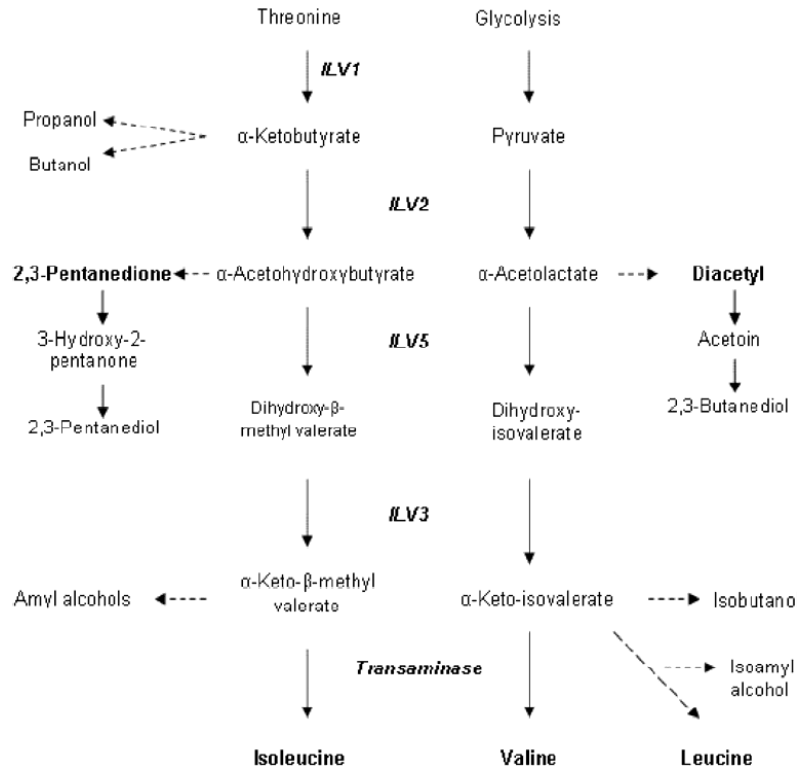 Threonine
Glycolysis
ILV1
Propanol
α-Ketobutyrate
Pyruvate
Butanol
ILV2
2,3-Pentanedione
α-Acetohydroxybutyrate
α-Acetolactate
Diacetyl
3-Hydroxy-2-
pentanone
ILV5
Acetoin
2,3-Pentanediol
Dihydroxy-β-
methyl valerate
Dihydroxy-
isovalerate
2,3-Butanediol
ILV3
Amyl alcohols
α-Keto-β-methyl
valerate
α-Keto-isovalerate
Isobutano
Transaminase
Isoamyl
alcohol
Isoleucine
Valine
Leucine